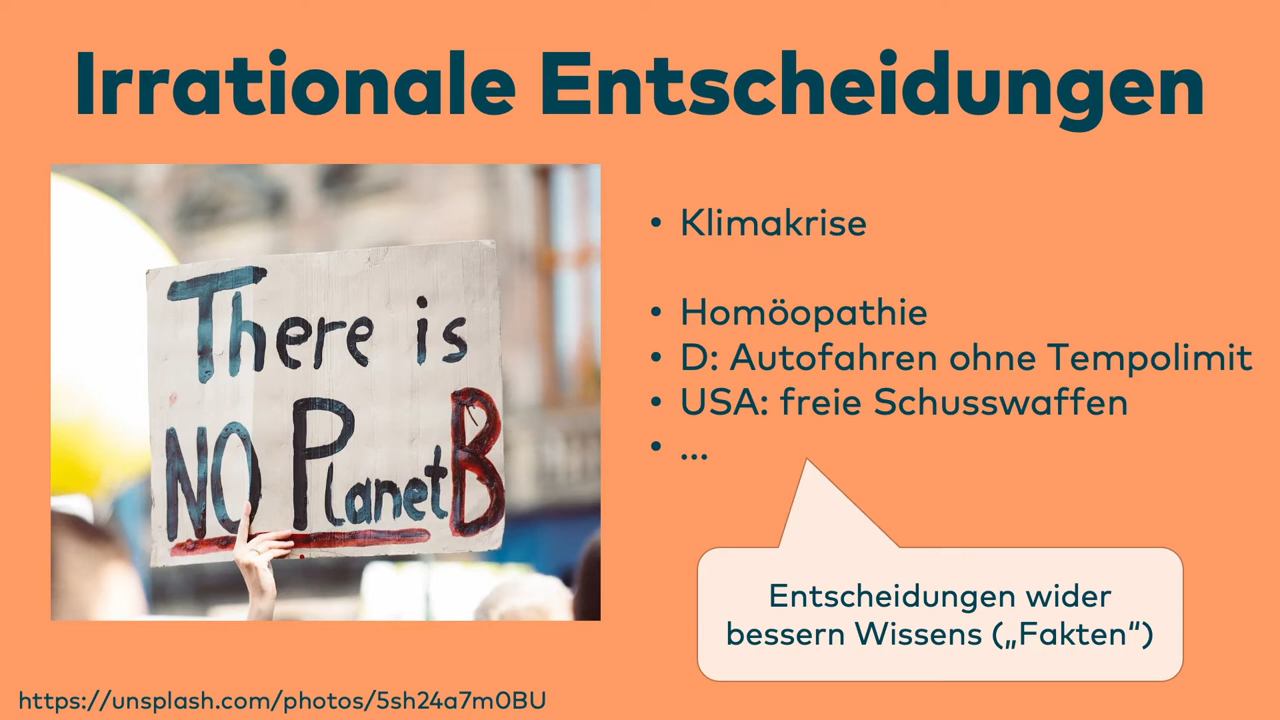 Irrationale Entscheidungen
There is
NO Planet B
• Klimakrise
• Homöopathie
• D: Autofahren ohne Tempolimit
• USA: freie Schusswaffen
• ...
Entscheidungen wider
bessern Wissens („Fakten“)
https://unsplash.com/photos/5sh24a7m0BU